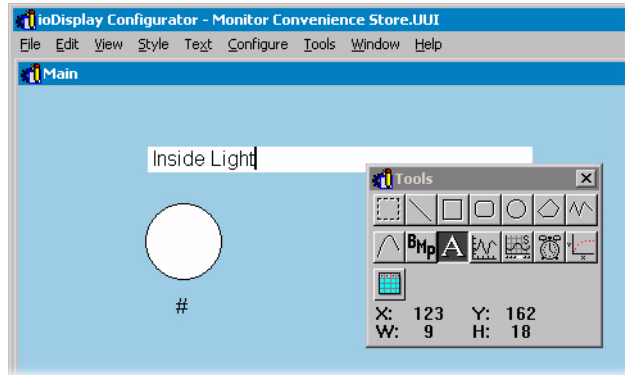 ioDisplay Configurator - Monitor Convenience Store.UUI
File Edit View Style Text Configure Tools Window Help
Main
Inside Light
Tools
BMp A S
Y X
X: 123 Y: 162
W: 9 H: 18
#